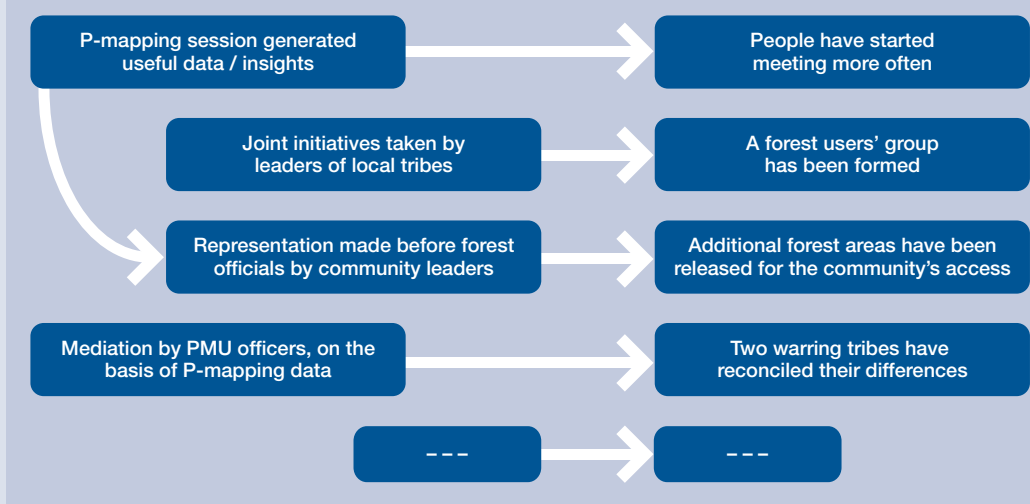 P-mapping session generated
useful data / insights
People have started
meeting more often
Joint initiatives taken by
leaders of local tribes
A forest users’ group
has been formed
Representation made before forest
officials by community leaders
Additional forest areas have been
released for the community’s access
Mediation by PMU officers, on the
basis of P-mapping data
Two warring tribes have
reconciled their differences
– – –
– – –